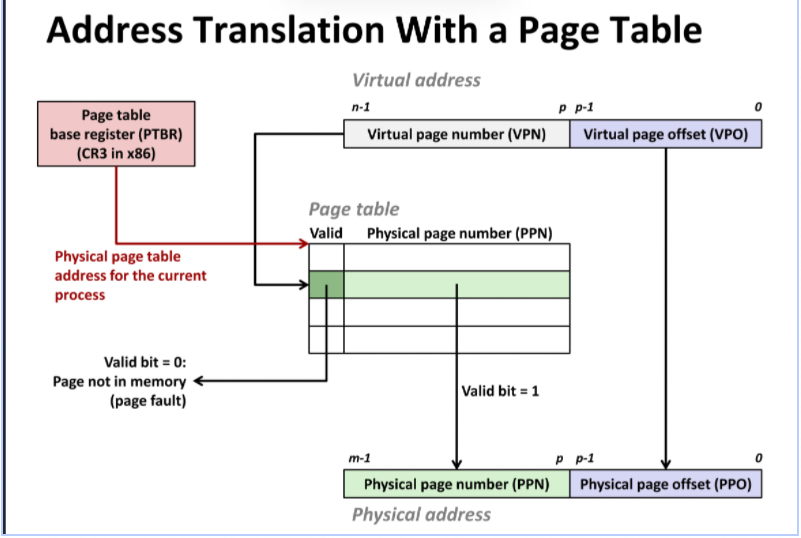 Address Translation With a Page Table
Virtual address
n-1
p p-1
0
Page table
base register (PTBR)
(CR3 in x86)
Virtual page number (VPN)
Virtual page offset (VPO)
Page table
Valid
Physical page number (PPN)
Physical page table
address for the current
process
Valid bit = 0:
Page not in memory
(page fault)
Valid bit = 1
m-1
p p-1
0
Physical page number (PPN)
Physical page offset (PPO)
Physical address